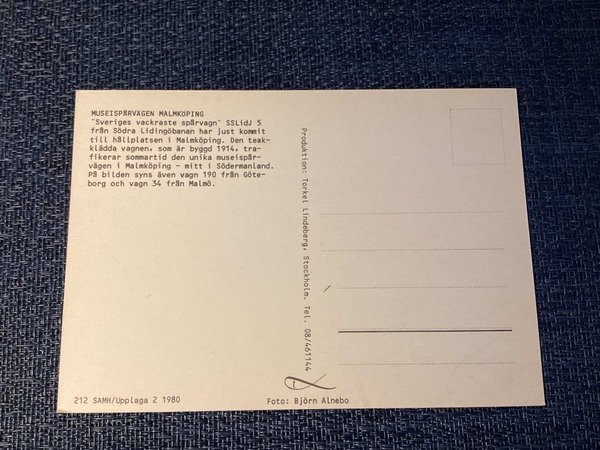 MUSEISPÅRVAGEN MALMKÖPING
"Sveriges vackraste spårvagn" SSLidJ 5
från Södra Lidingöbanan har just kommit
till hållplatsen i Malmköping. Den teak-
klädda vagnen, som är byggd 1914, tra-
fikerar sommartid den unika museispår-
vägen i Malmköping - mitt i Södermanland.
På bilden syns även vagn 190 från Göte-
borg och vagn 34 från Malmö.
Produktion: Torkel Lindeberg, Stockholm. Tel. 08/461144
212 SAMH/Upplaga 2 1980
Foto: Björn Alnebo